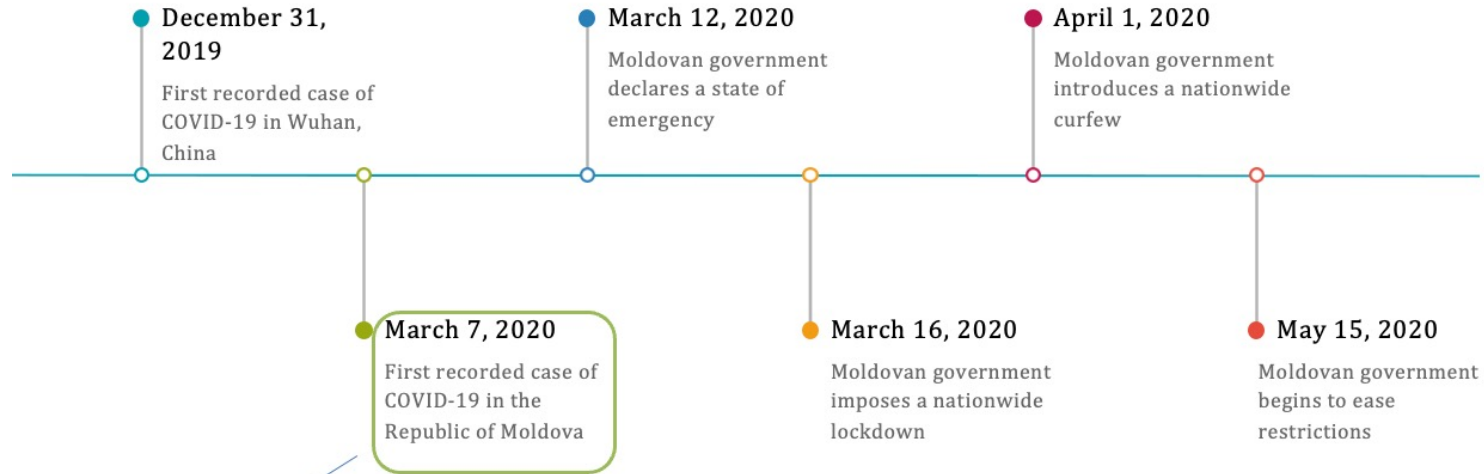 December 31,
2019
First recorded case of
COVID-19 in Wuhan,
China
March 7, 2020
First recorded case of
COVID-19 in the
Republic of Moldova
March 12, 2020
Moldovan government
declares a state of
emergency
March 16, 2020
Moldovan government
imposes a nationwide
lockdown
April 1, 2020
Moldovan government
introduces a nationwide
curfew
May 15, 2020
Moldovan government
begins to ease
restrictions